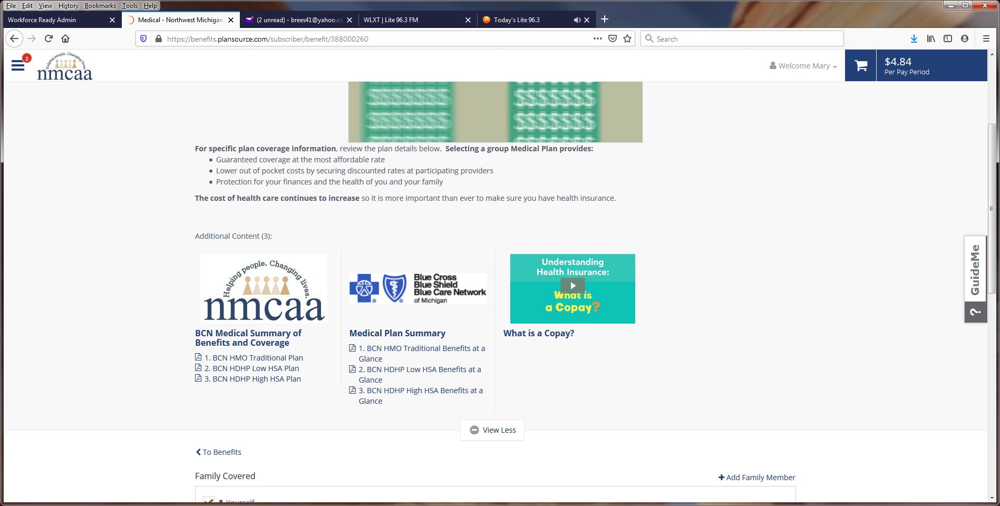 File Edit View History Bookmarks Tools Help
Workforce Ready Admin
Medical - Northwest Michigan
(2 unread) - brees41@yahoo.co
WLXT | Lite 96.3 FM
Today's Lite 96.3
https://benefits.plansource.com/subscriber/benefit/388000260
Search
2
Helping people. Changing lives.
nmcaa
Welcome Mary
$4.84
Per Pay Period
$$$$$$$ $$$$$$$
$$$$$$$ $$$$$$$
For specific plan coverage information, review the plan details below. Selecting a group Medical Plan provides:
Guaranteed coverage at the most affordable rate
Lower out of pocket costs by securing discounted rates at participating providers
Protection for your finances and the health of you and your family
The cost of health care continues to increase so it is more important than ever to make sure you have health insurance.
Additional Content (3):
Helping people. Changing lives.
nmcaa
BCN Medical Summary of
Benefits and Coverage
1. BCN HMO Traditional Plan
2. BCN HDHP Low HSA Plan
3. BCN HDHP High HSA Plan
Blue Cross
Blue Shield
Blue Care Network
of Michigan
Medical Plan Summary
1. BCN HMO Traditional Benefits at a
Glance
2. BCN HDHP Low HSA Benefits at a
Glance
3. BCN HDHP High HSA Benefits at a
Glance
Understanding
Health Insurance:
What is
a Copay?
What is a Copay?
GuideMe
?
View Less
To Benefits
Family Covered
Add Family Member
Yourself